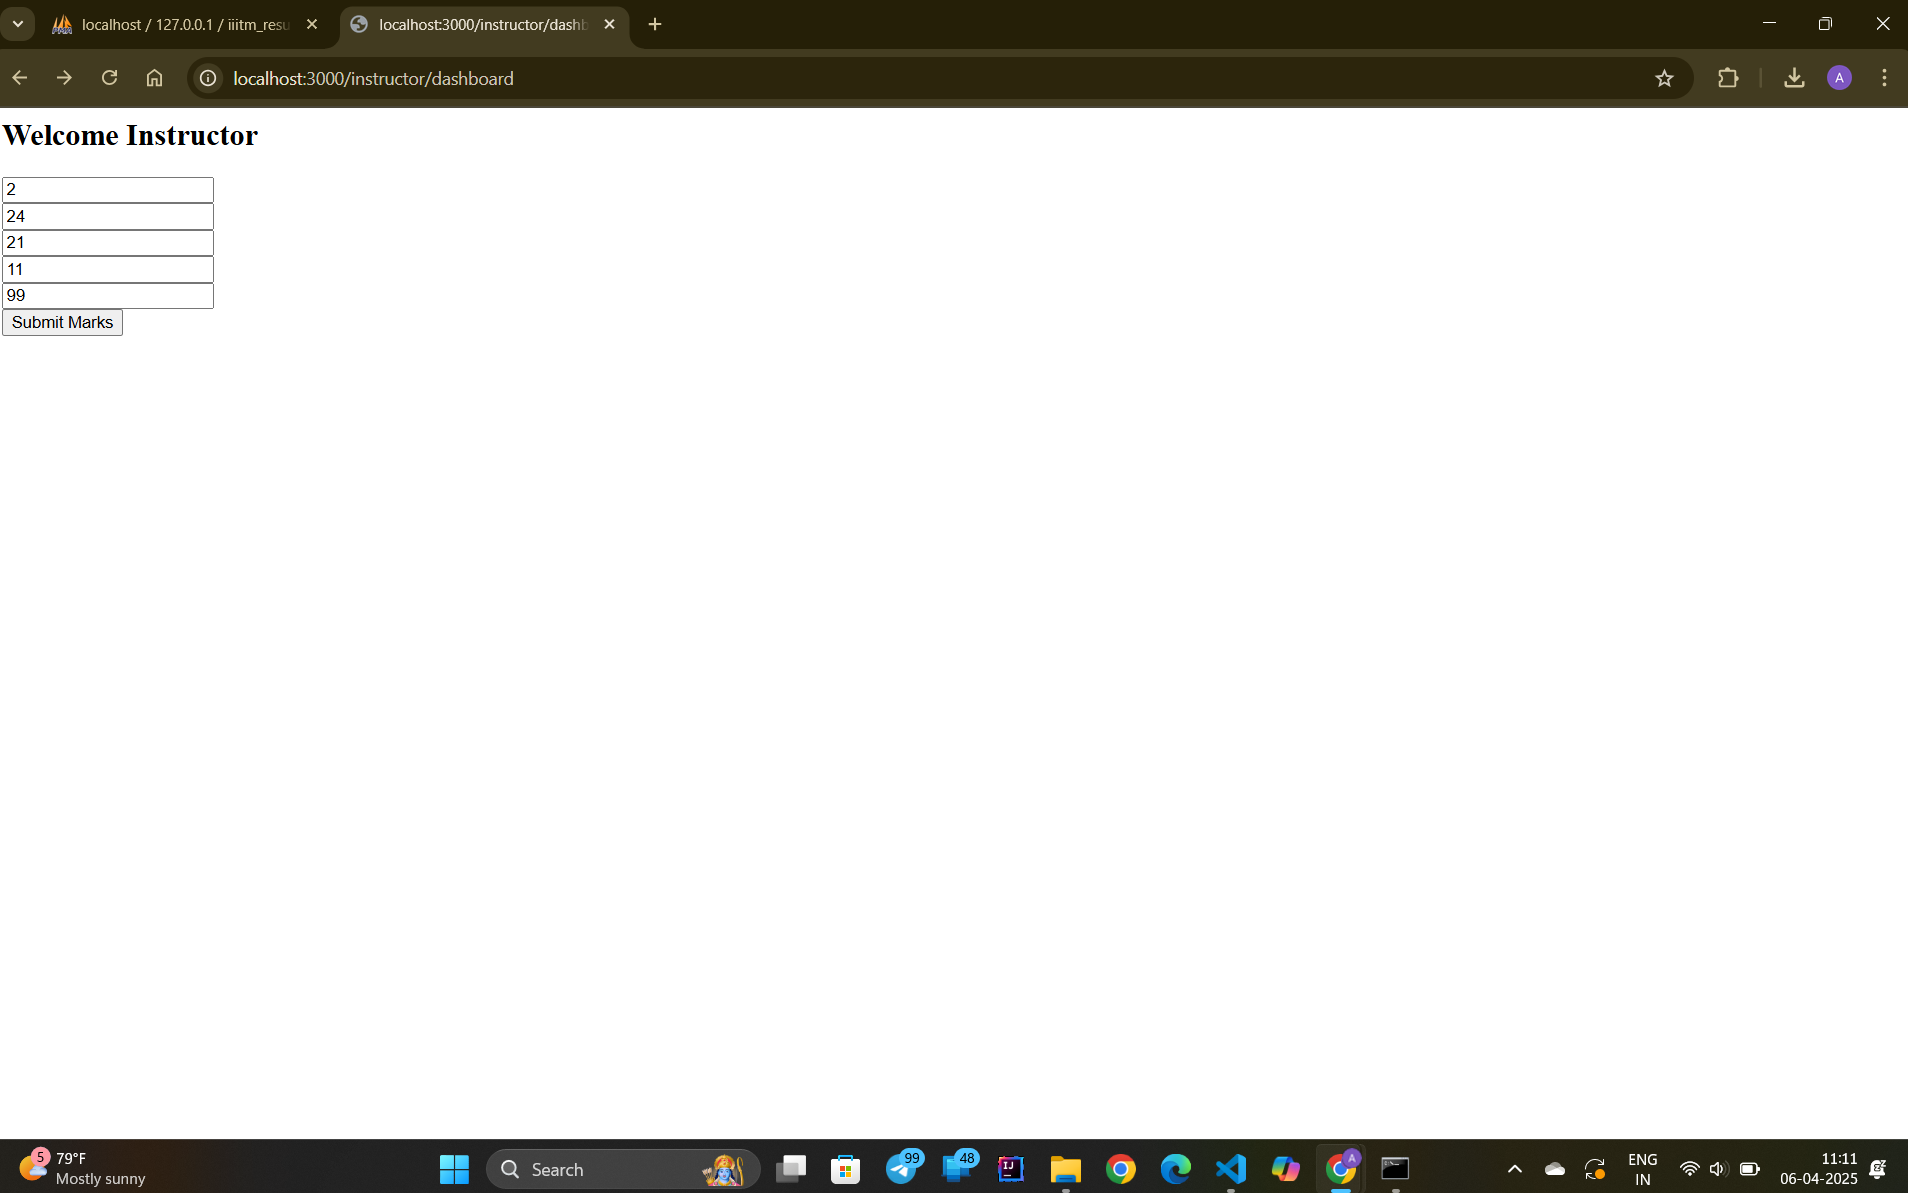 localhost / 127.0.0.1 / iiitm_resu
localhost:3000/instructor/dashb
localhost:3000/instructor/dashboard
A
Welcome Instructor
2
24
21
11
99
Submit Marks
5
79°F
Mostly sunny
Search
99
48
IJ
A
ENG
IN
11:11
06-04-2025